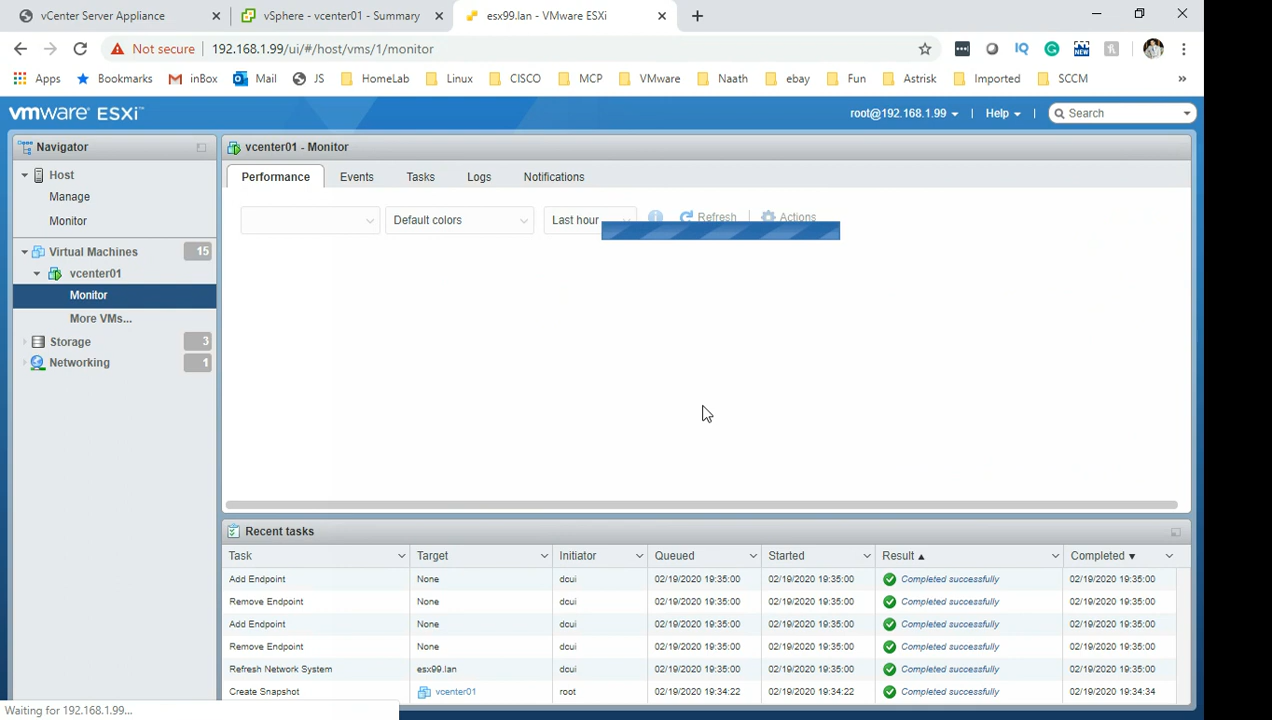 vCenter Server Appliance
vSphere - vcenter01 - Summary
esx99.lan - VMware ESXi
Not secure
192.168.1.99/ui/#/host/vms/1/monitor
IQ
NEW
Apps
Bookmarks
inBox
Mail
JS
HomeLab
Linux
CISCO
MCP
VMware
Naath
ebay
Fun
Astrisk
Imported
SCCM
»
vmware® ESXi™
root@192.168.1.99
Help
Search
Navigator
Host
Manage
Monitor
Virtual Machines 15
vcenter01
Monitor
More VMs...
Storage 3
Networking 1
vcenter01 - Monitor
Performance Events Tasks Logs Notifications
Default colors Last hour Refresh Actions
Recent tasks
Task Target Initiator Queued Started Result Completed
Add Endpoint None dcui 02/19/2020 19:35:00 02/19/2020 19:35:00 Completed successfully 02/19/2020 19:35:00
Remove Endpoint None dcui 02/19/2020 19:35:00 02/19/2020 19:35:00 Completed successfully 02/19/2020 19:35:00
Add Endpoint None dcui 02/19/2020 19:35:00 02/19/2020 19:35:00 Completed successfully 02/19/2020 19:35:00
Remove Endpoint None dcui 02/19/2020 19:35:00 02/19/2020 19:35:00 Completed successfully 02/19/2020 19:35:00
Refresh Network System esx99.lan dcui 02/19/2020 19:35:00 02/19/2020 19:35:00 Completed successfully 02/19/2020 19:35:00
Create Snapshot vcenter01 root 02/19/2020 19:34:22 02/19/2020 19:34:22 Completed successfully 02/19/2020 19:34:34
Waiting for 192.168.1.99...